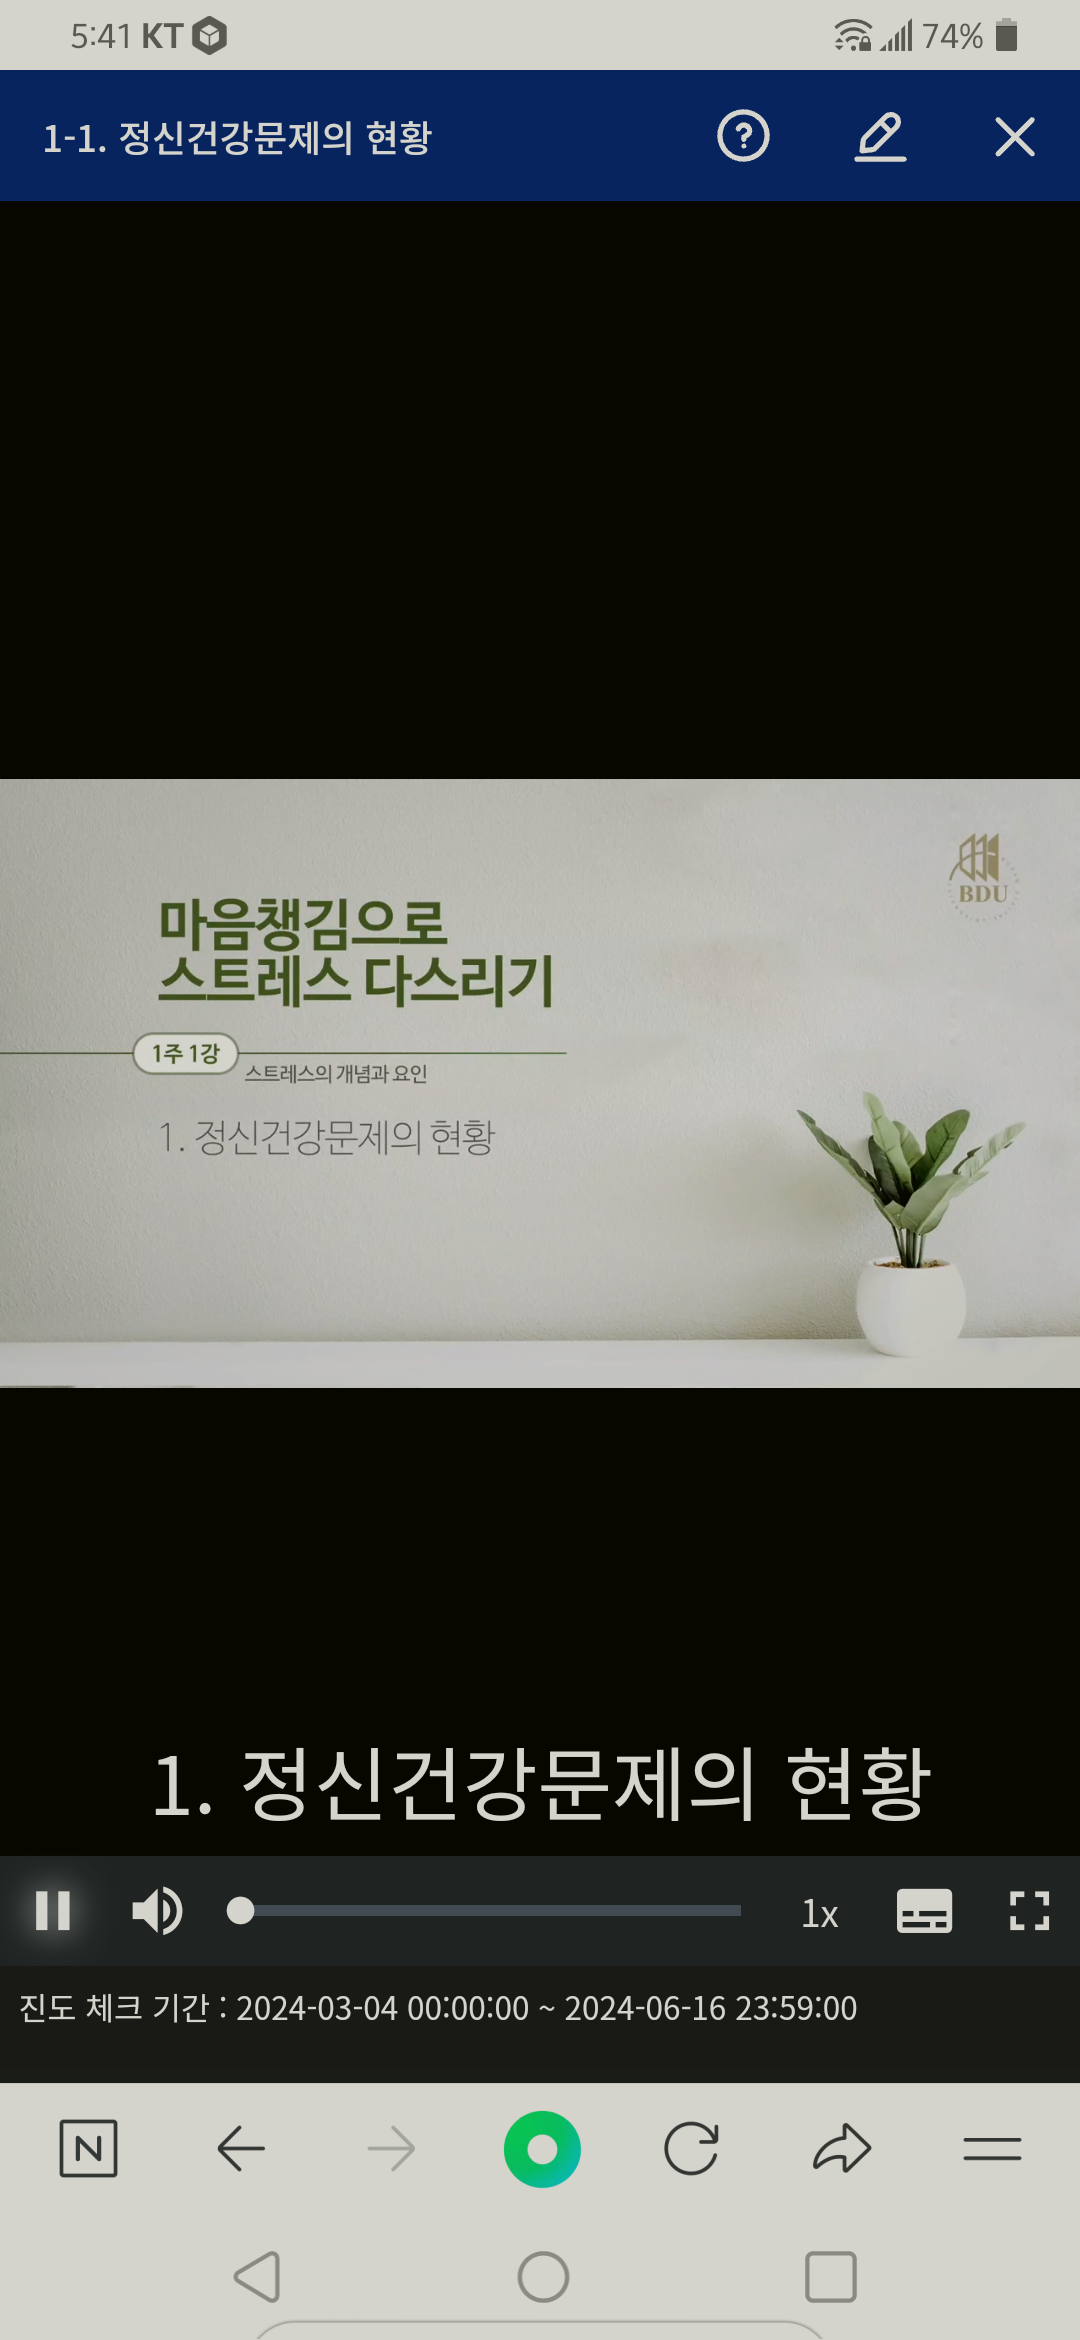 5:41 KT 74%
1-1. 정신건강문제의 현황
BDU
마음챙김으로
스트레스 다스리기
1주 1강
스트레스의 개념과 요인
1. 정신건강문제의 현황
1. 정신건강문제의 현황
1x
진도 체크 기간 : 2024-03-04 00:00:00 ~ 2024-06-16 23:59:00
N